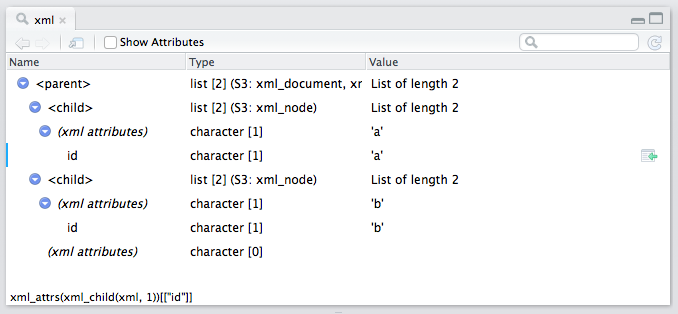 xml
Show Attributes
Name Type Value
<parent> list [2] (S3: xml_document, xr List of length 2
<child> list [2] (S3: xml_node) List of length 2
(xml attributes) character [1] 'a'
id character [1] 'a'
<child> list [2] (S3: xml_node) List of length 2
(xml attributes) character [1] 'b'
id character [1] 'b'
(xml attributes) character [0]
xml_attrs(xml_child(xml, 1))[["id"]]